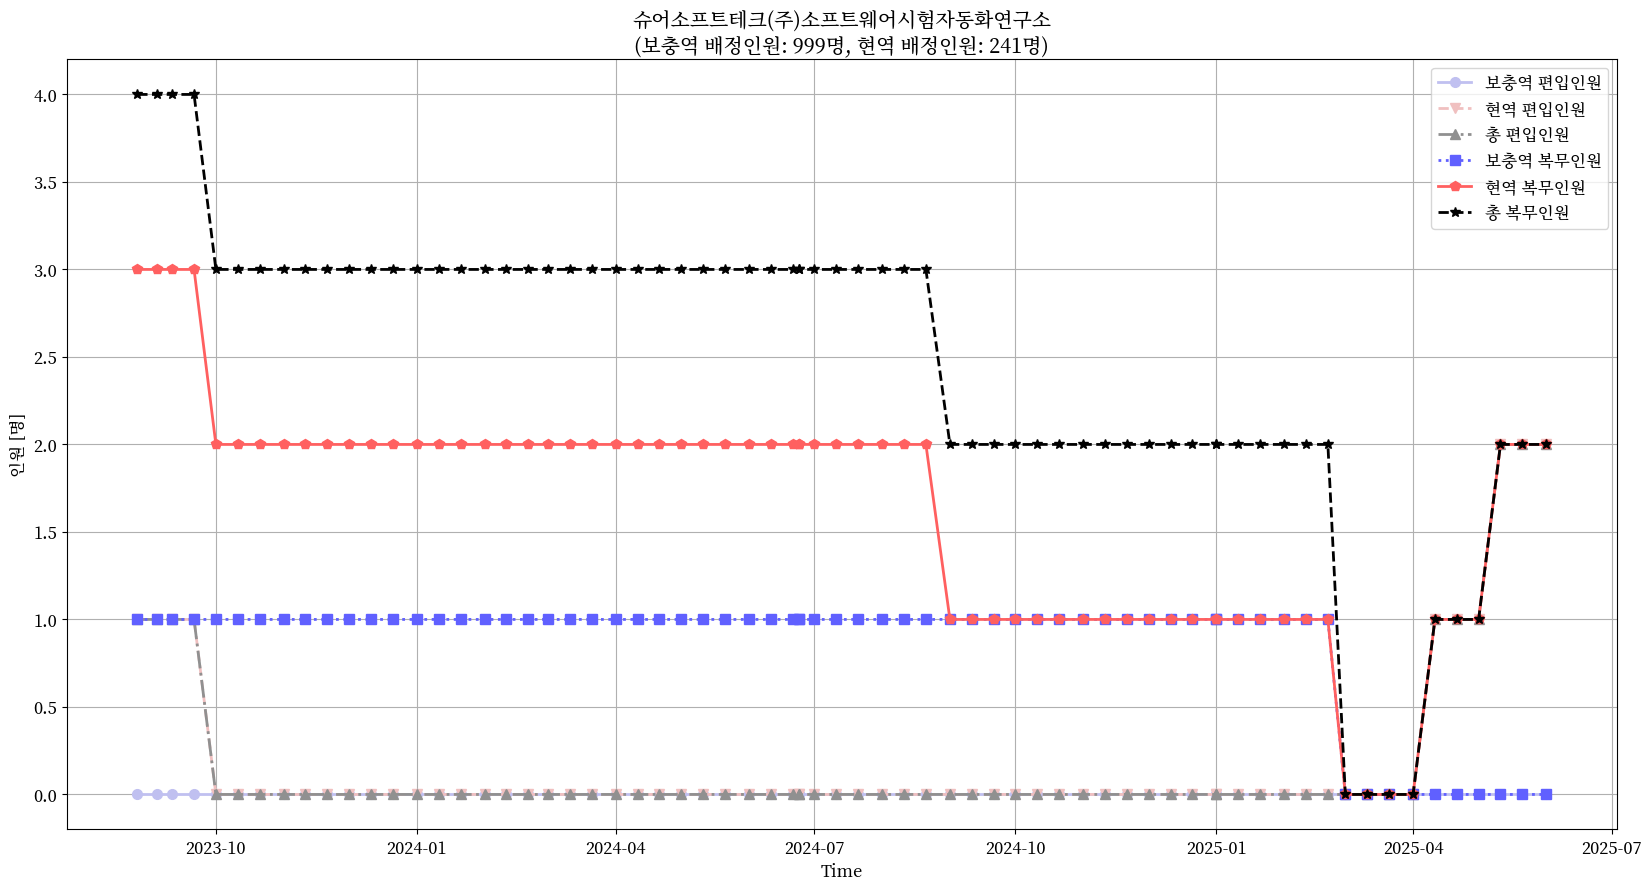 슈어소프트테크(주)소프트웨어시험자동화연구소
(보충역 배정인원: 999명, 현역 배정인원: 241명)
보충역 편입인원
현역 편입인원
총 편입인원
보충역 복무인원
현역 복무인원
총 복무인원
인원 [명]
4.0
3.5
3.0
2.5
2.0
1.5
1.0
0.5
0.0
2023-10
2024-01
2024-04
2024-07
2024-10
2025-01
2025-04
2025-07
Time